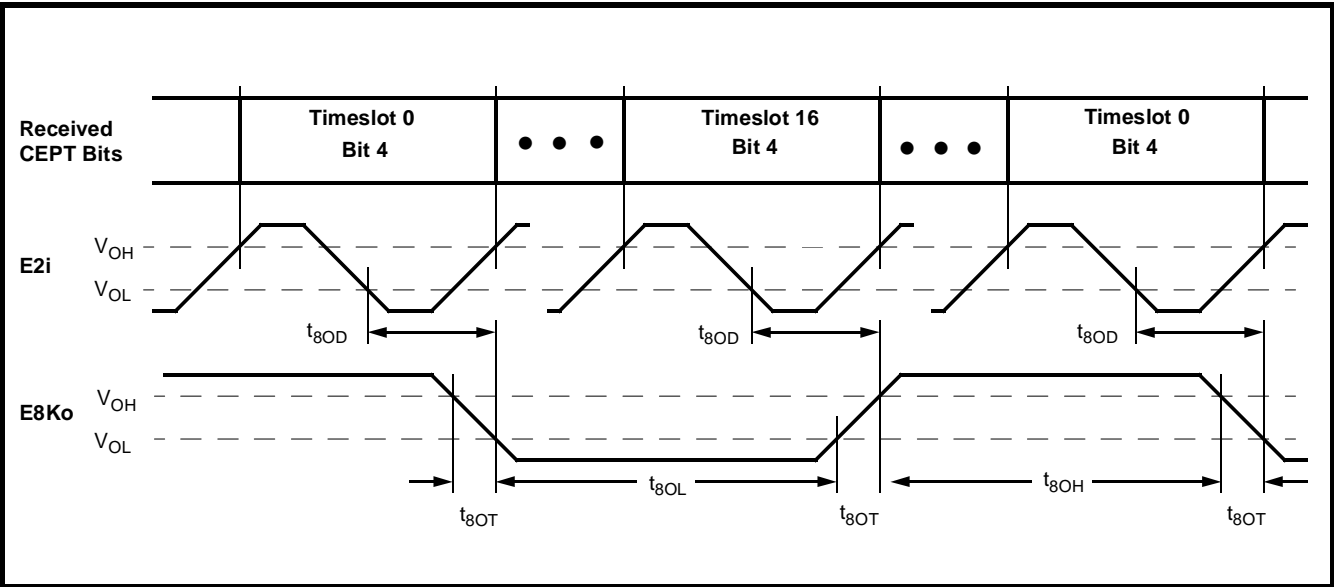 Received
CEPT Bits
Timeslot 0
Bit 4
• • •
Timeslot 16
Bit 4
• • •
Timeslot 0
Bit 4
E2i
VOH
VOL
t8OD
t8OD
t8OD
E8Ko
VOH
VOL
t8OL
t8OH
t8OT
t8OT
t8OT